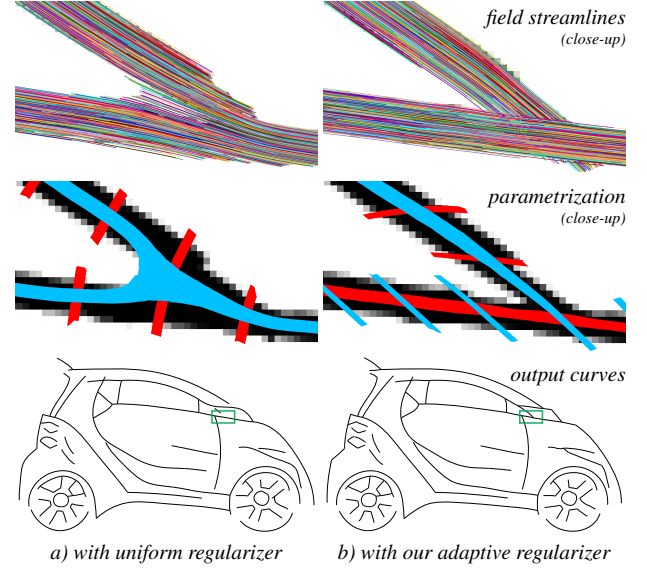 field streamlines
(close-up)
parametrization
(close-up)
output curves
a) with uniform regularizer
b) with our adaptive regularizer